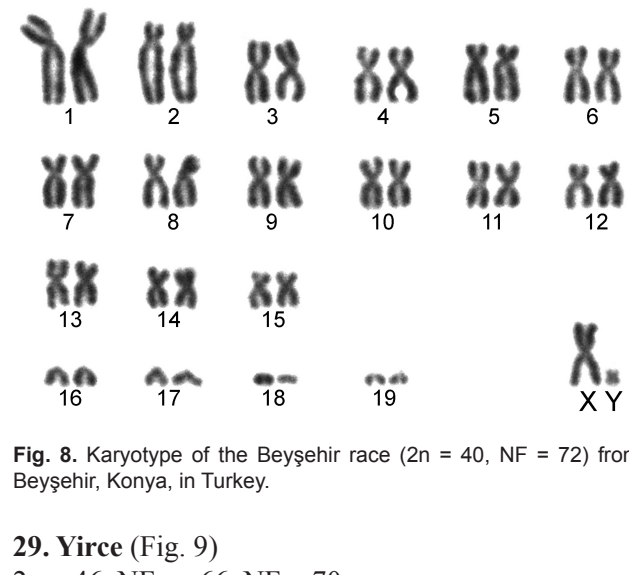 1 2 3 4 5 6
7 8 9 10 11 12
13 14 15
16 17 18 19 X Y
Fig. 8. Karyotype of the Beyşehir race (2n = 40, NF = 72) from
Beyşehir, Konya, in Turkey.
29. Yirce (Fig. 9)